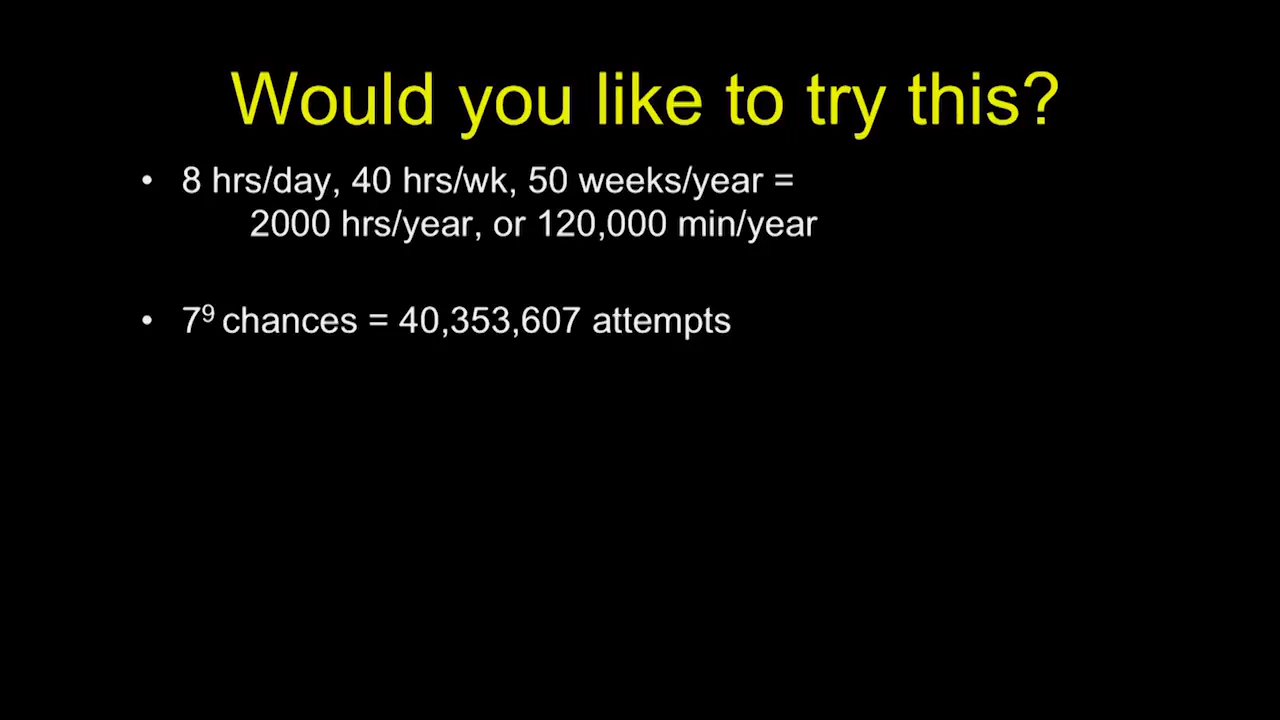 Would you like to try this?
• 8 hrs/day, 40 hrs/wk, 50 weeks/year =
2000 hrs/year, or 120,000 min/year
• 7⁹ chances = 40,353,607 attempts